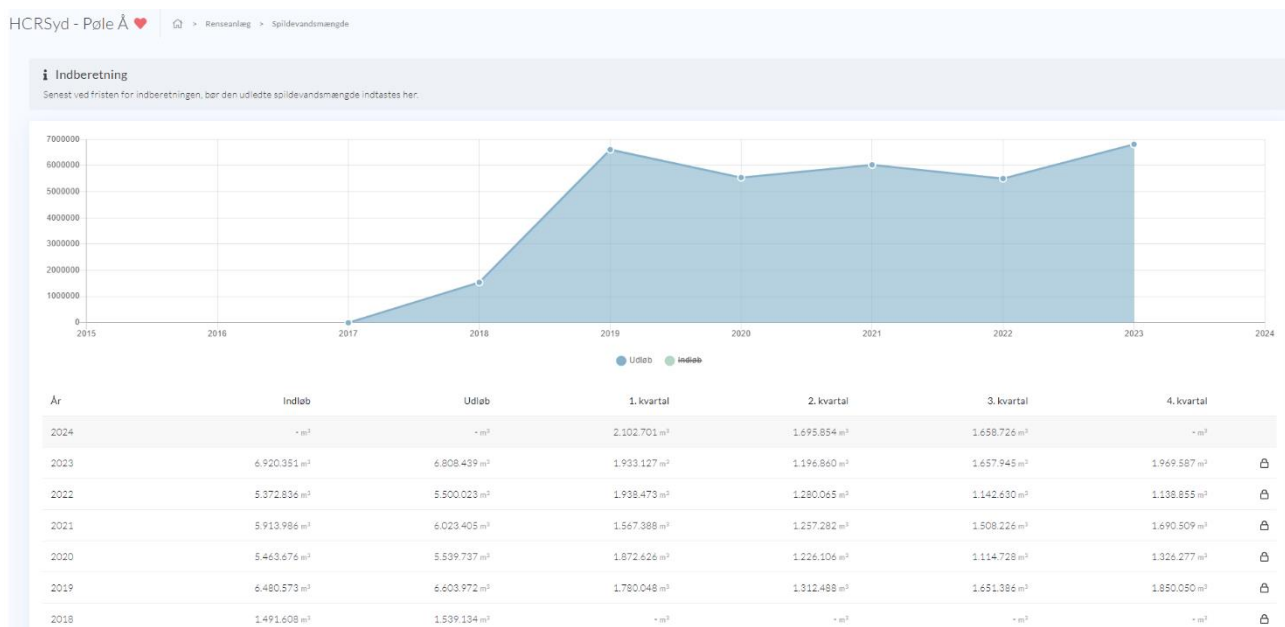 HCRSyd - Pøle Å > Renseanlæg > Spildevandsmængde
Indberetning
Senest ved fristen for indberetningen, bør den udledte spildevandsmængde indtastes her.
7000000
6000000
5000000
4000000
3000000
2000000
1000000
0
2015 2016 2017 2018 2019 2020 2021 2022 2023 2024
Udløb Indløb
År Indløb Udløb 1. kvartal 2. kvartal 3. kvartal 4. kvartal
2024 - m³ - m³ 2.102.701 m³ 1.695.854 m³ 1.658.726 m³ - m³
2023 6.920.351 m³ 6.808.439 m³ 1.933.127 m³ 1.196.860 m³ 1.657.945 m³ 1.969.587 m³
2022 5.372.836 m³ 5.500.023 m³ 1.938.473 m³ 1.280.065 m³ 1.142.630 m³ 1.138.855 m³
2021 5.913.986 m³ 6.023.405 m³ 1.567.388 m³ 1.257.282 m³ 1.508.226 m³ 1.690.509 m³
2020 5.463.676 m³ 5.539.737 m³ 1.872.626 m³ 1.226.106 m³ 1.114.728 m³ 1.326.277 m³
2019 6.480.573 m³ 6.603.972 m³ 1.780.048 m³ 1.312.488 m³ 1.651.386 m³ 1.850.050 m³
2018 1.491.608 m³ 1.539.134 m³ - m³ - m³ - m³ - m³